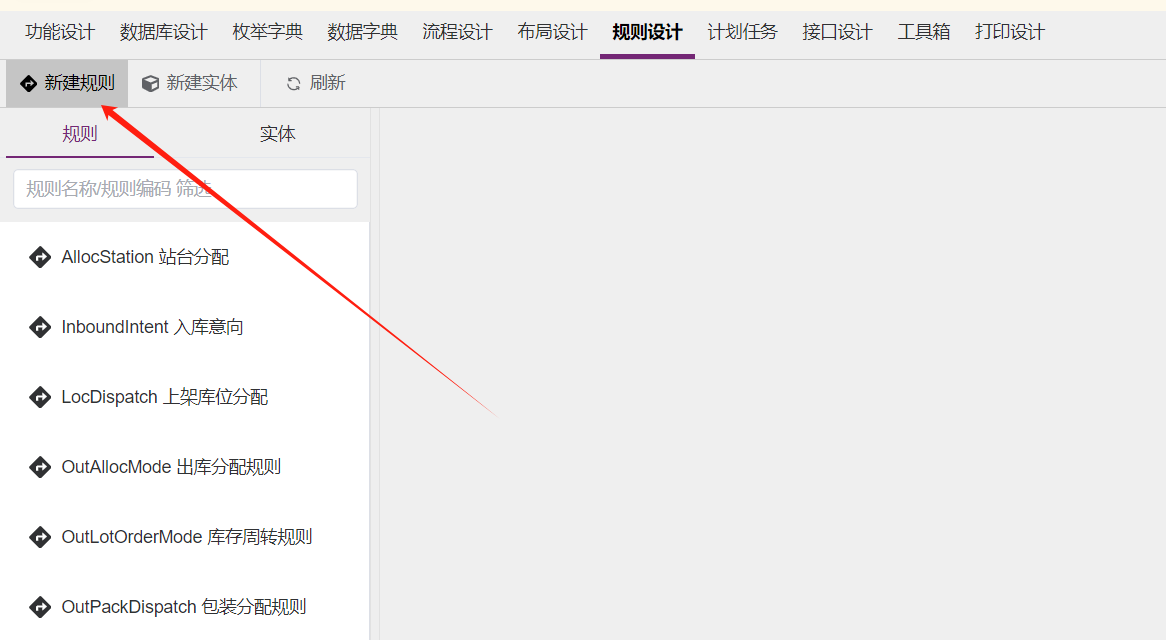 功能设计 数据库设计 枚举字典 数据字典 流程设计 布局设计 规则设计 计划任务 接口设计 工具箱 打印设计
新建规则 新建实体 刷新
规则 实体
规则名称/规则编码 筛选
AllocStation 站台分配
InboundIntent 入库意向
LocDispatch 上架库位分配
OutAllocMode 出库分配规则
OutLotOrderMode 库存周转规则
OutPackDispatch 包装分配规则